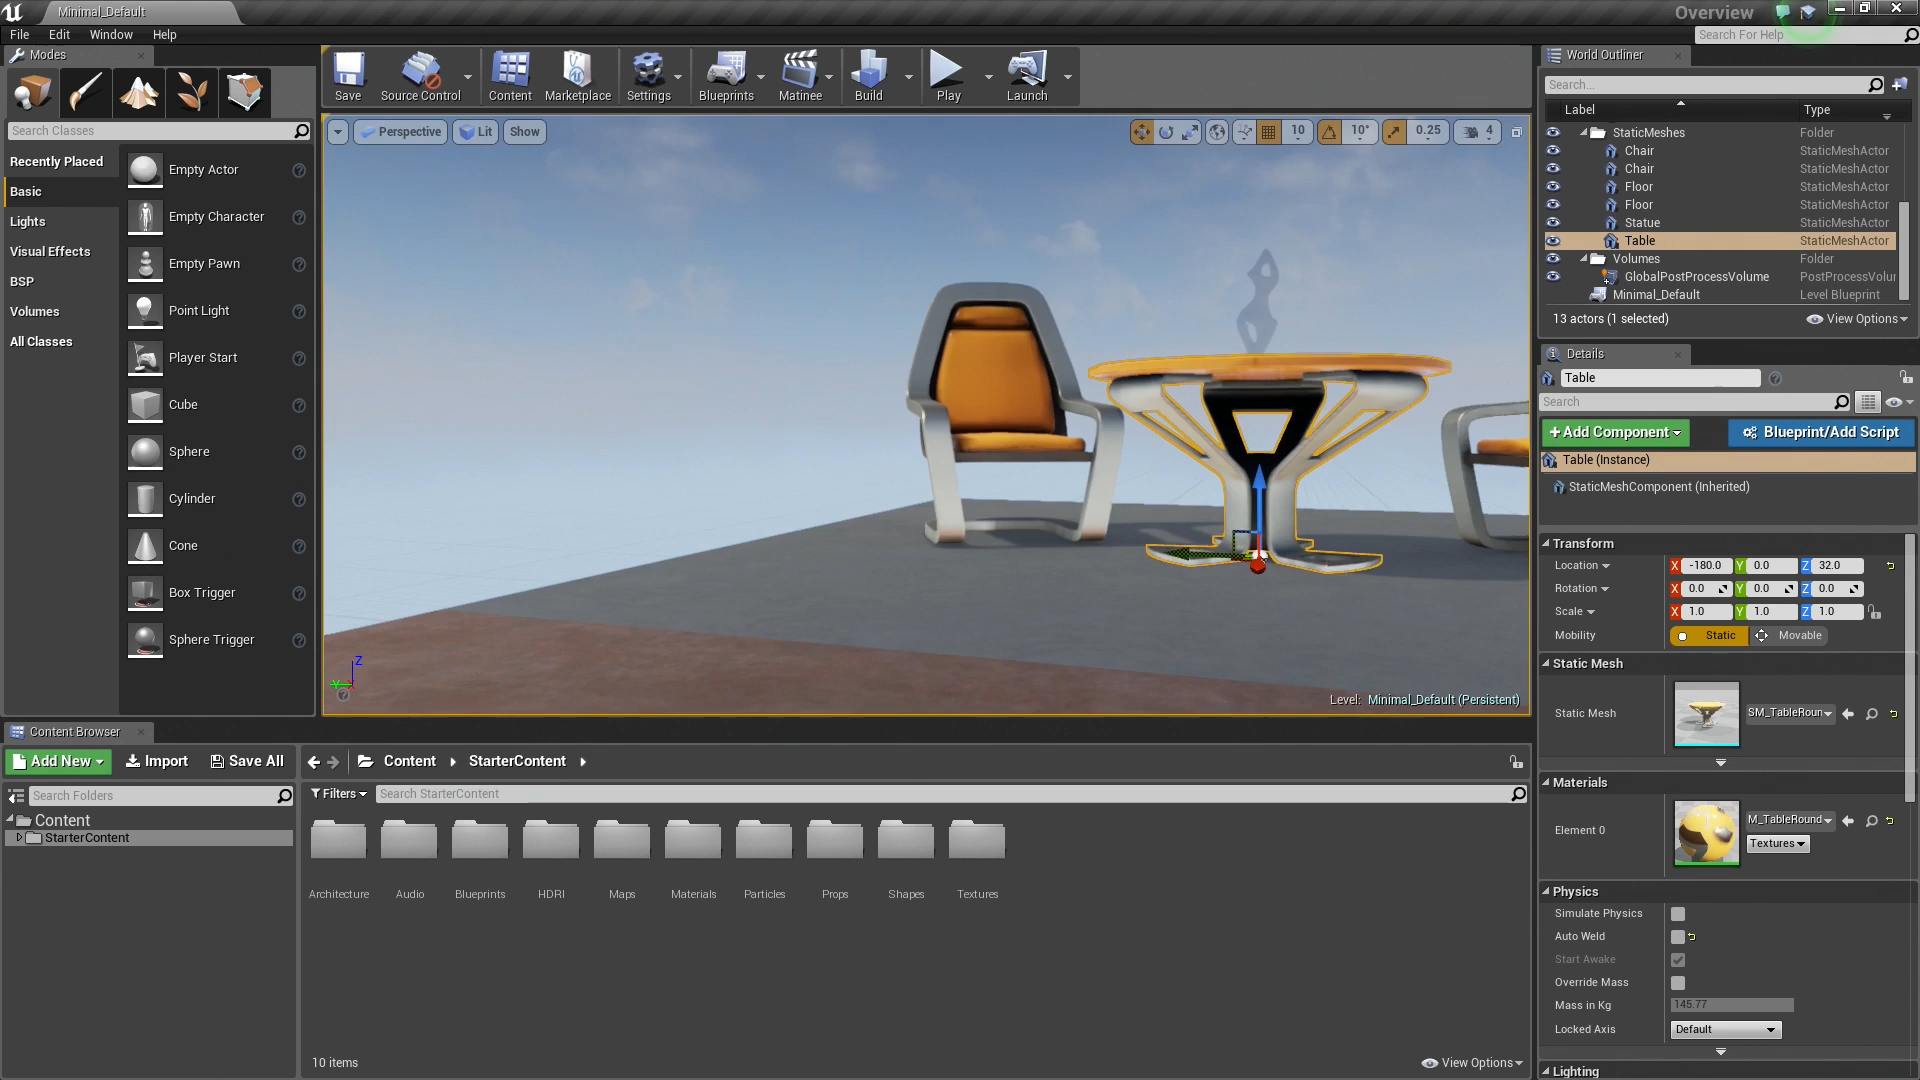 Minimal_Default
Overview
File Edit Window Help
Search For Help
Modes
Search Classes
Recently Placed
Basic
Lights
Visual Effects
BSP
Volumes
All Classes
Empty Actor
Empty Character
Empty Pawn
Point Light
Player Start
Cube
Sphere
Cylinder
Cone
Box Trigger
Sphere Trigger
Save Source Control Content Marketplace Settings Blueprints Matinee Build Play Launch
Perspective Lit Show 10 10° 0.25 4
Z
Y
Level: Minimal_Default (Persistent)
World Outliner
Search...
Label Type
StaticMeshes Folder
Chair StaticMeshActor
Chair StaticMeshActor
Floor StaticMeshActor
Floor StaticMeshActor
Statue StaticMeshActor
Table StaticMeshActor
Volumes Folder
GlobalPostProcessVolume PostProcessVolu
Minimal_Default Level Blueprint
13 actors (1 selected) View Options
Details
Table
Search
+Add Component Blueprint/Add Script
Table (Instance)
StaticMeshComponent (Inherited)
Transform
Location X -180.0 Y 0.0 Z 32.0
Rotation X 0.0 Y 0.0 Z 0.0
Scale X 1.0 Y 1.0 Z 1.0
Mobility Static Movable
Static Mesh
Static Mesh SM_TableRoun
Materials
Element 0 M_TableRound
Textures
Physics
Simulate Physics
Auto Weld
Start Awake
Override Mass
Mass in Kg 145.77
Locked Axis Default
Lighting
Content Browser
Add New Import Save All
Content StarterContent
Search Folders
Content
StarterContent
Filters Search StarterContent
Architecture Audio Blueprints HDRI Maps Materials Particles Props Shapes Textures
10 items View Options